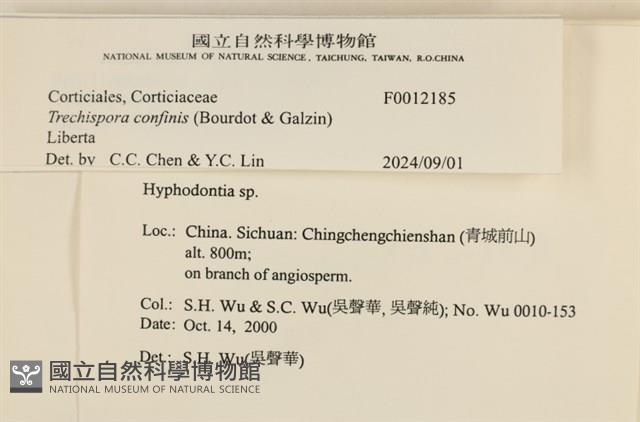 國立自然科學博物館
NATIONAL MUSEUM OF NATURAL SCIENCE, TAICHUNG, TAIWAN, R.O.CHINA
Corticiales, Corticiaceae F0012185
Trechispora confinis (Bourdot & Galzin)
Liberta
Det. by C.C. Chen & Y.C. Lin 2024/09/01
Hyphodontia sp.
Loc.: China. Sichuan: Chingchengchienshan (青城前山)
alt. 800m;
on branch of angiosperm.
Col.: S.H. Wu & S.C. Wu(吳聲華, 吳聲純); No. Wu 0010-153
Date: Oct. 14, 2000
Det.: S.H. Wu(吳聲華)
國立自然科學博物館
NATIONAL MUSEUM OF NATURAL SCIENCE